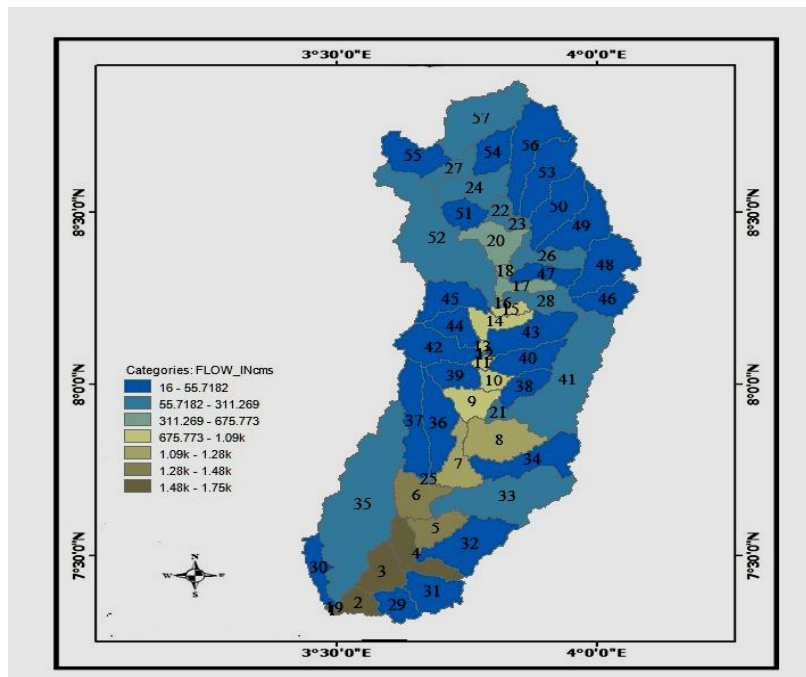 3°30'0"E 4°0'0"E
57
55 54 56
27 53
24
51 22 50
52 23 49
20
26 48
18 47
17
45 16 28 46
15
14
44 43
13
42 12 40
11
39 10 38 41
9 21
37 36
8
7 34
25
6 33
35
5
32
4
30 3
31
19 2 29
8°30'N
8°0'0"N
7°30'N
8°30'N
8°0'0"N
7°30'N
Categories: FLOW_INcms
16 - 55.7182
55.7182 - 311.269
311.269 - 675.773
675.773 - 1.09k
1.09k - 1.28k
1.28k - 1.48k
1.48k - 1.75k
N
W
S
3°30'0"E 4°0'0"E